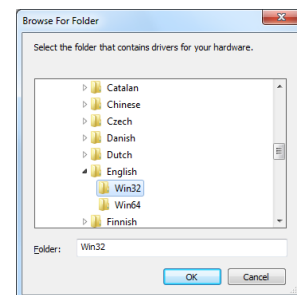 Browse For Folder
Select the folder that contains drivers for your hardware.
Catalan
Chinese
Czech
Danish
Dutch
English
Win32
Win64
Finnish
Folder: Win32
OK Cancel